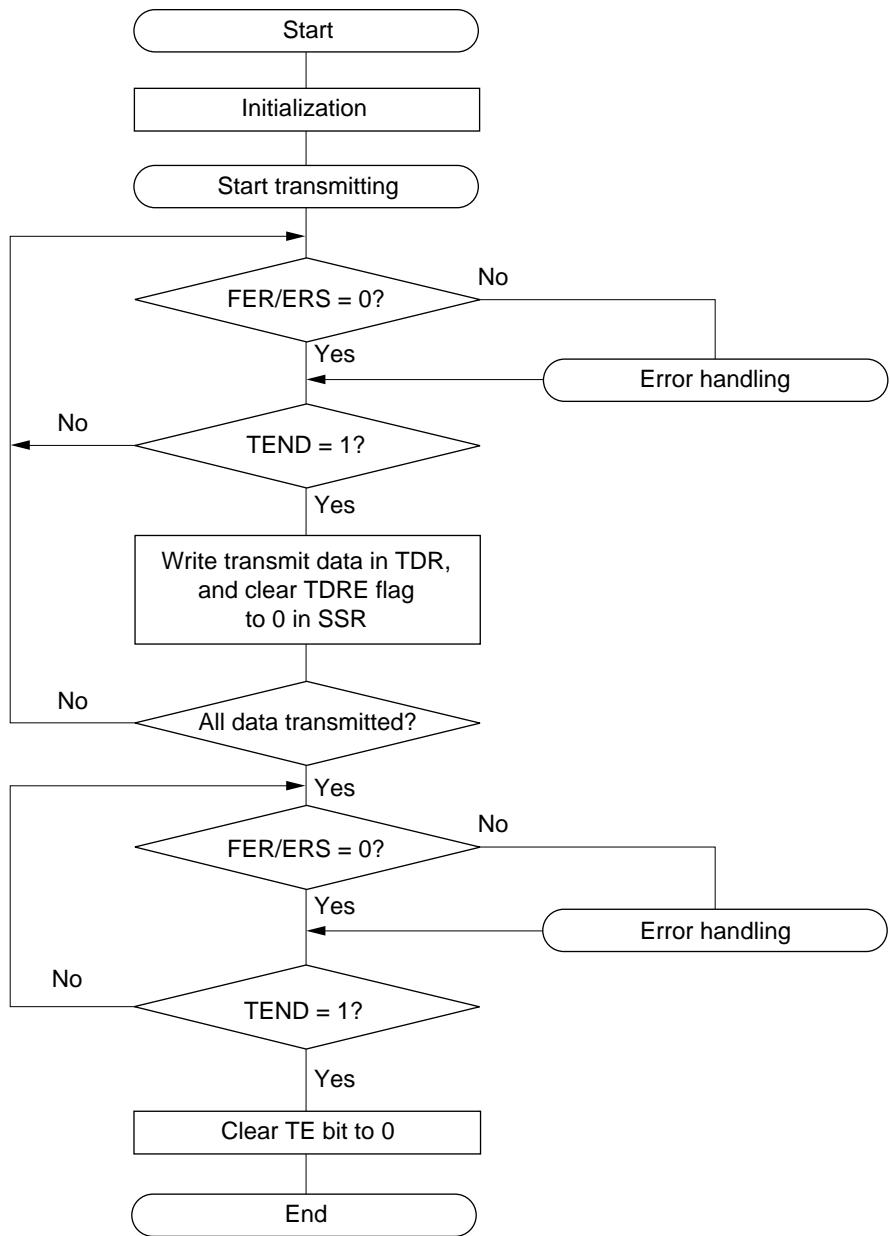 Start
Initialization
Start transmitting
No
FER/ERS = 0?
Yes
Error handling
No
TEND = 1?
Yes
Write transmit data in TDR,
and clear TDRE flag
to 0 in SSR
No
All data transmitted?
Yes
No
FER/ERS = 0?
Yes
Error handling
No
TEND = 1?
Yes
Clear TE bit to 0
End